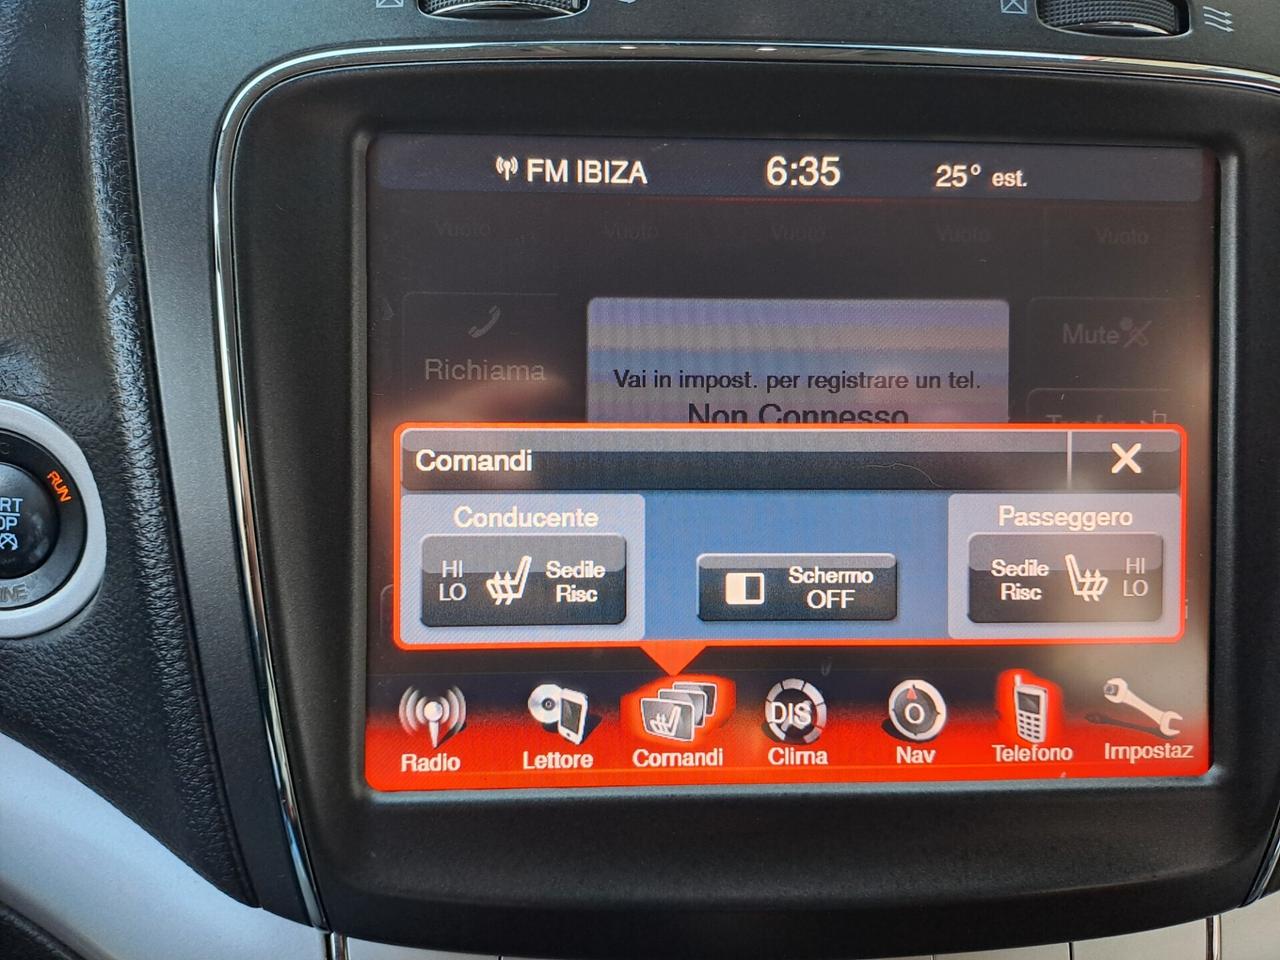 FM IBIZA 6:35 25° est.
Vuoto Vuoto Vuoto Vuoto Vuoto
Richiama
Mute
Vai in impost. per registrare un tel.
Non Connesso
Comandi X
Conducente
HI
LO
Sedile
Risc
Schermo
OFF
Passeggero
Sedile
Risc
HI
LO
RUN
DIS
O
Radio Lettore Comandi Clima Nav Telefono Impostaz